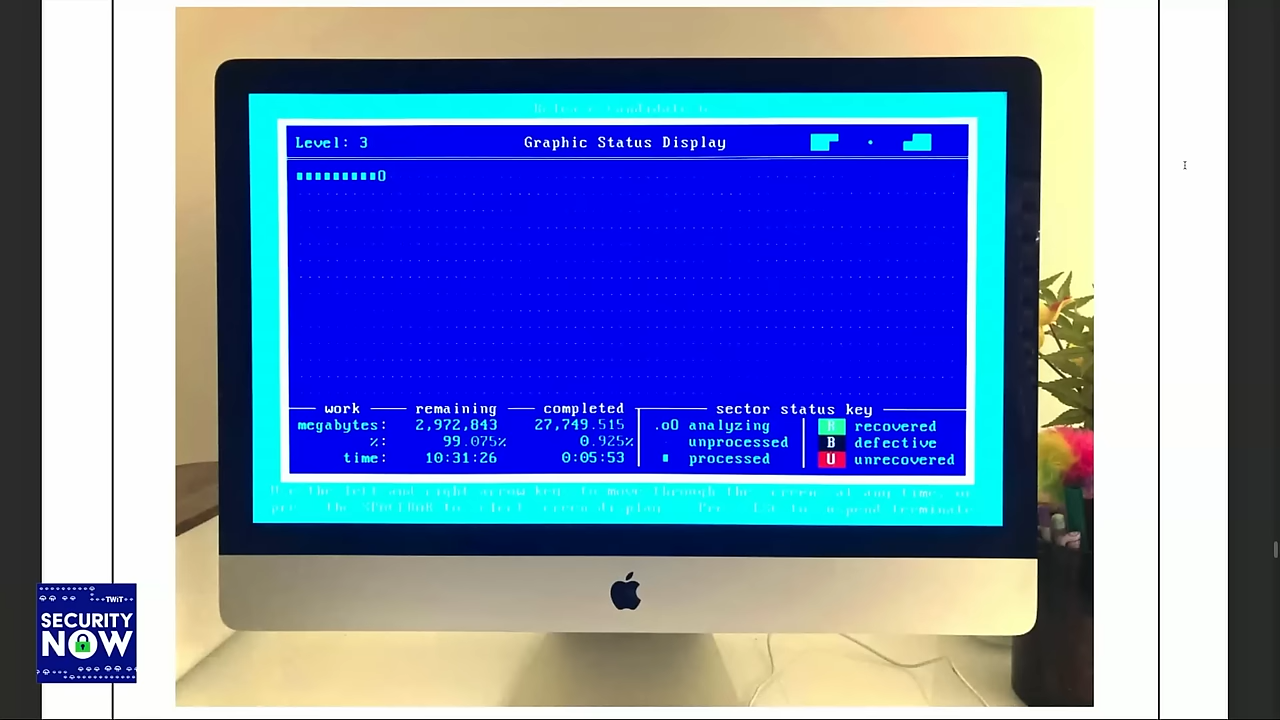 Level: 3
Graphic Status Display
work remaining completed
megabytes: 2,972,843 27,749.515
%: 99.075% 0.925%
time: 10:31:26 0:05:53
sector status key
.oO analyzing
unprocessed
processed
R recovered
B defective
U unrecovered
TWiT
SECURITY
NOW